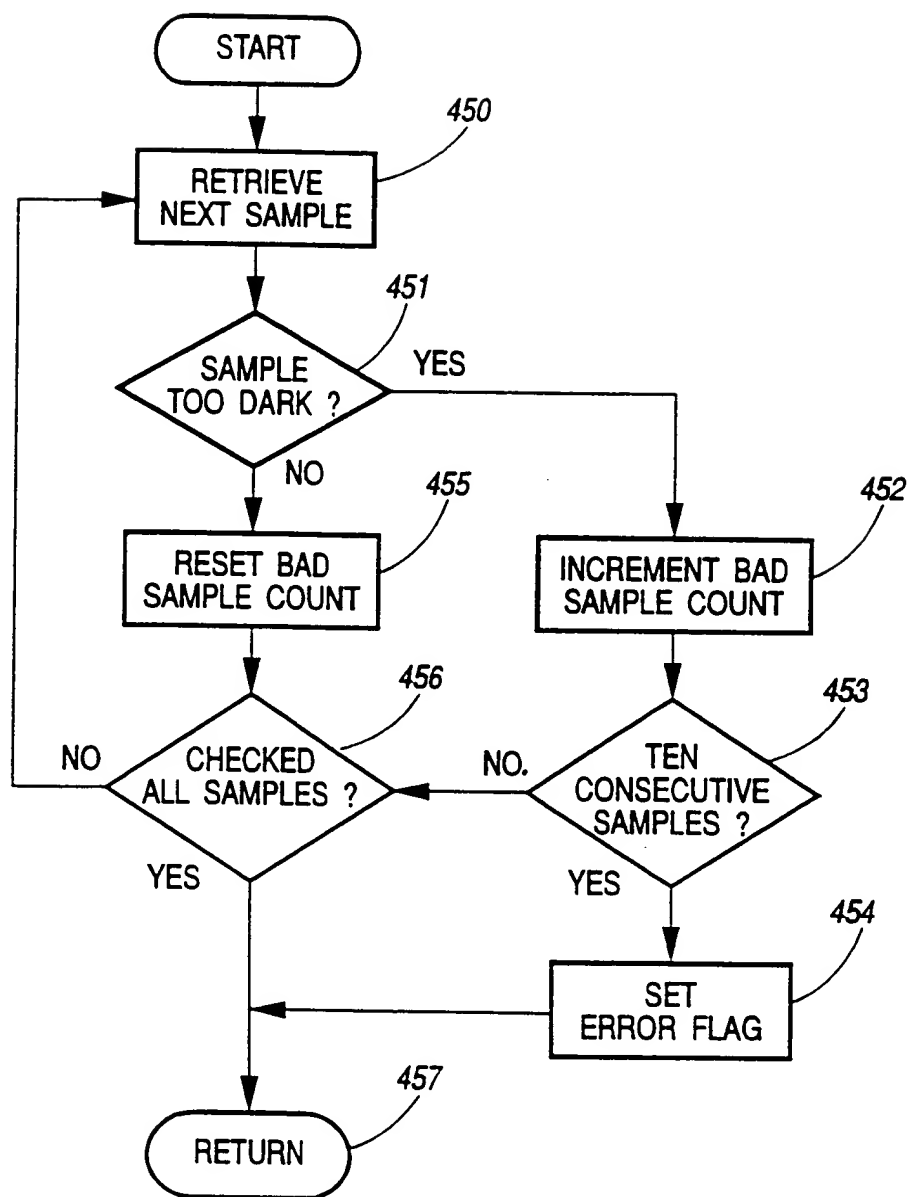 START
450
RETRIEVE
NEXT SAMPLE
451
SAMPLE
TOO DARK ?
YES
NO
455
RESET BAD
SAMPLE COUNT
452
INCREMENT BAD
SAMPLE COUNT
456
CHECKED
ALL SAMPLES ?
NO
YES
453
TEN
CONSECUTIVE
SAMPLES ?
NO.
YES
454
SET
ERROR FLAG
457
RETURN